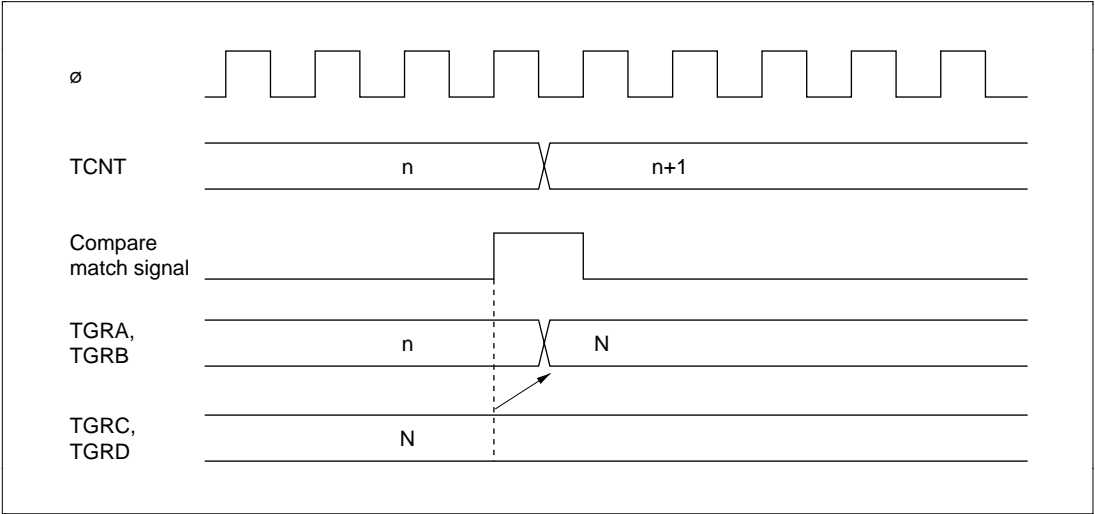 ø
TCNT n n+1
Compare
match signal
TGRA,
TGRB n N
TGRC,
TGRD N